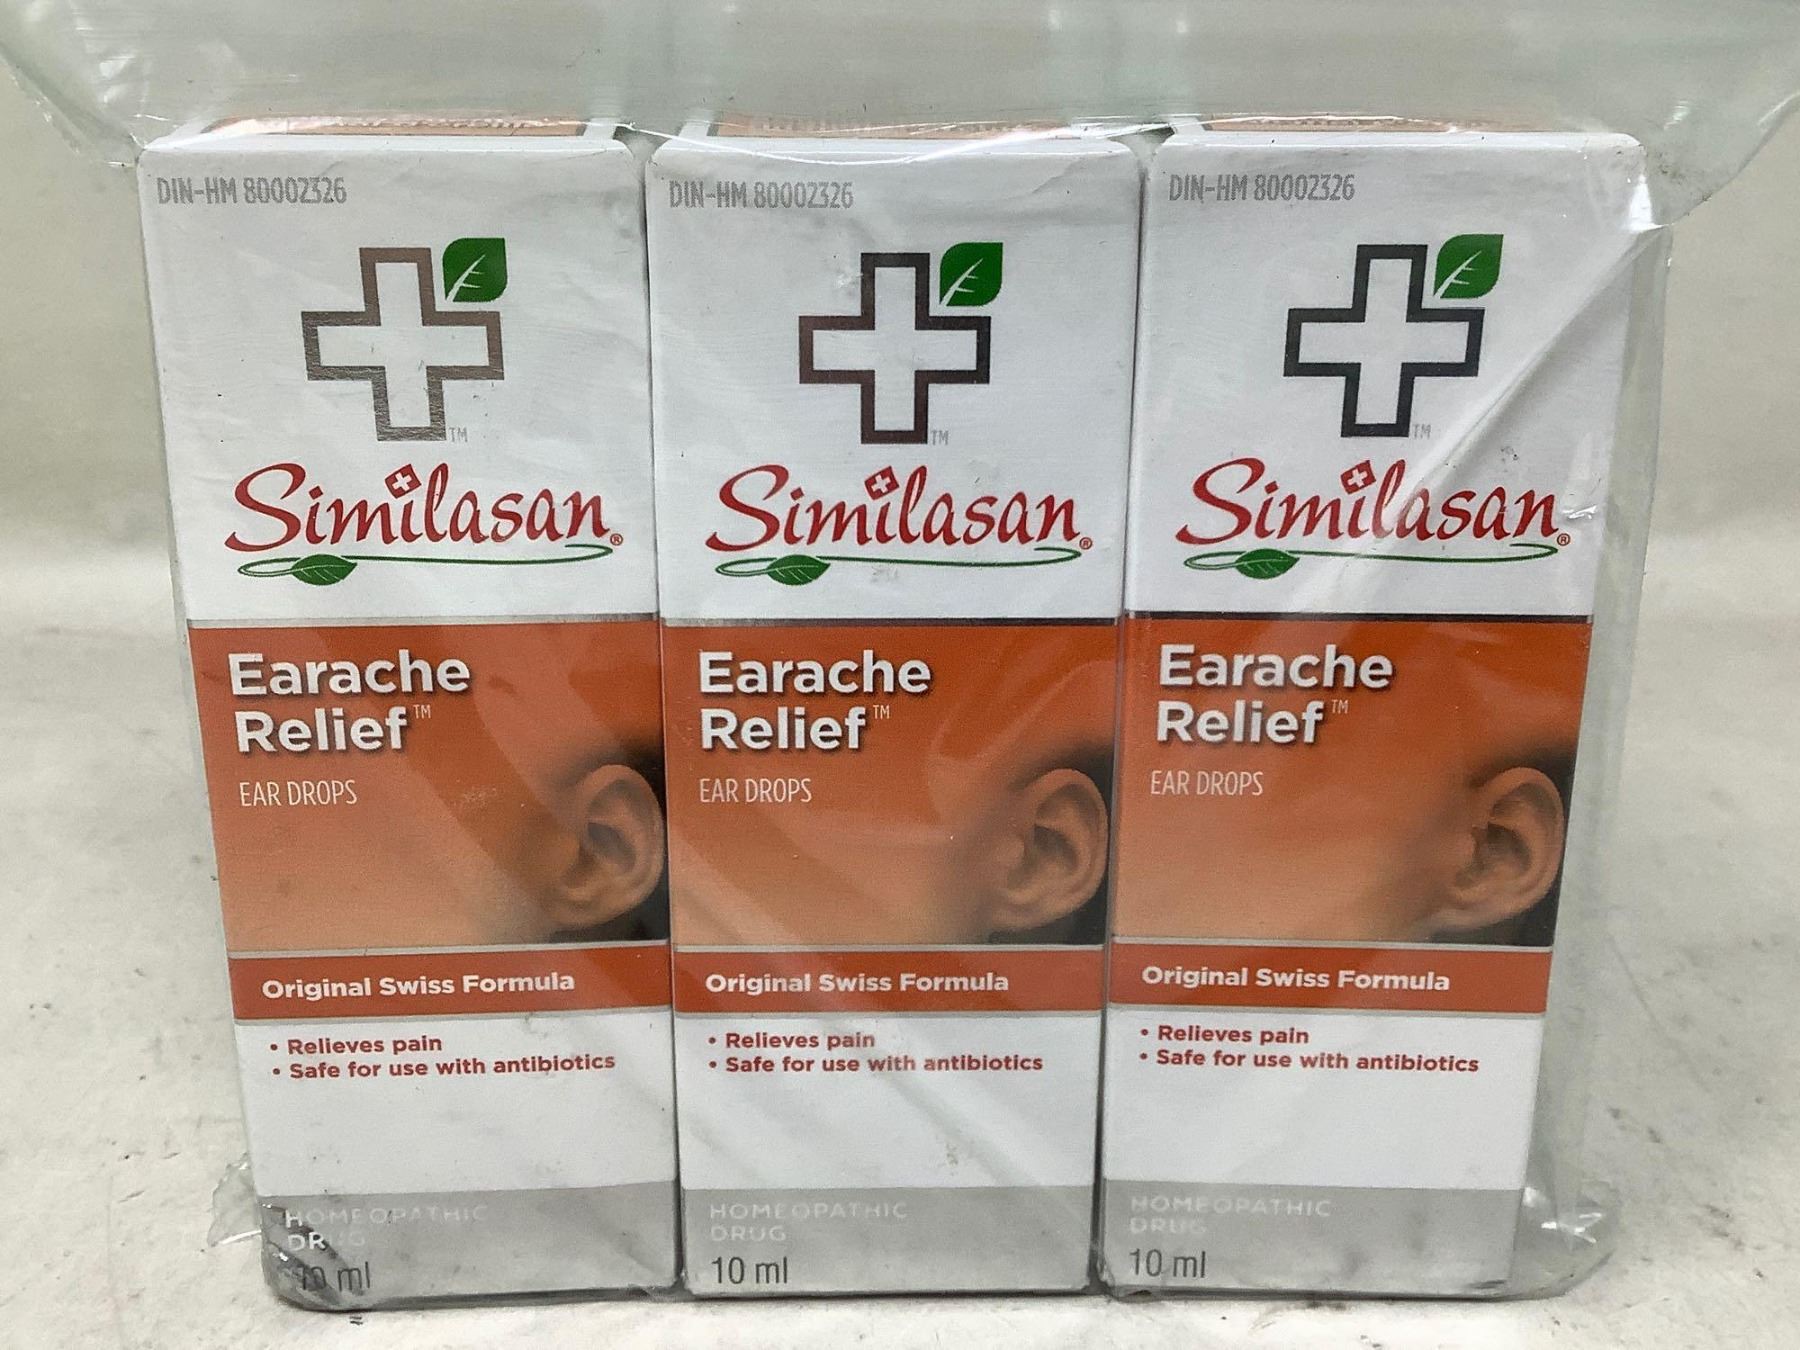 DIN-HM 80002326
TM
Similasan®
Earache
Relief™
EAR DROPS
Original Swiss Formula
• Relieves pain
• Safe for use with antibiotics
HOMEOPATHIC
DRUG
10 ml
DIN-HM 80002326
TM
Similasan®
Earache
Relief™
EAR DROPS
Original Swiss Formula
• Relieves pain
• Safe for use with antibiotics
HOMEOPATHIC
DRUG
10 ml
DIN-HM 80002326
TM
Similasan®
Earache
Relief™
EAR DROPS
Original Swiss Formula
• Relieves pain
• Safe for use with antibiotics
HOMEOPATHIC
DRUG
10 ml